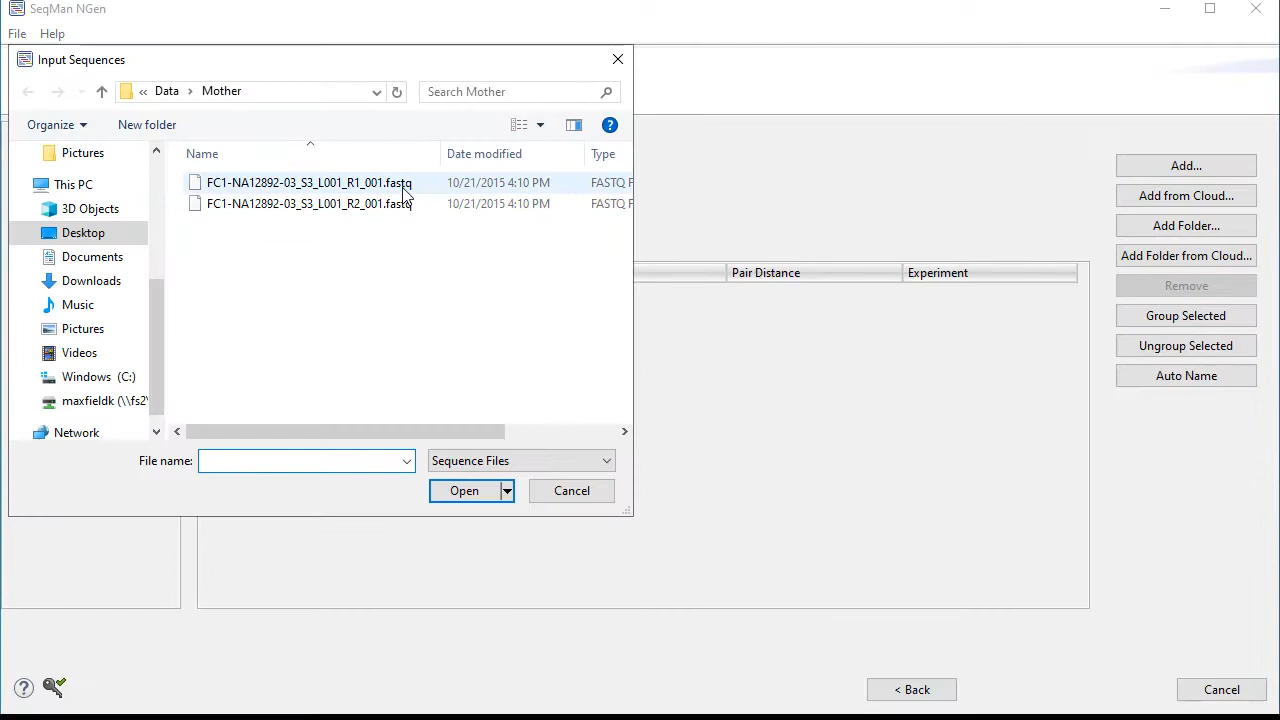 SeqMan NGen
File Help
Input Sequences
« Data > Mother
Search Mother
Organize
New folder
Name
Date modified
Type
FC1-NA12892-03_S3_L001_R1_001.fastq 10/21/2015 4:10 PM FASTQ F
FC1-NA12892-03_S3_L001_R2_001.fastq 10/21/2015 4:10 PM FASTQ F
Pictures
This PC
3D Objects
Desktop
Documents
Downloads
Music
Pictures
Videos
Windows (C:)
maxfieldk (\\fs2\
Network
File name:
Sequence Files
Open
Cancel
Pair Distance
Experiment
Add...
Add from Cloud...
Add Folder...
Add Folder from Cloud...
Remove
Group Selected
Ungroup Selected
Auto Name
< Back
Cancel